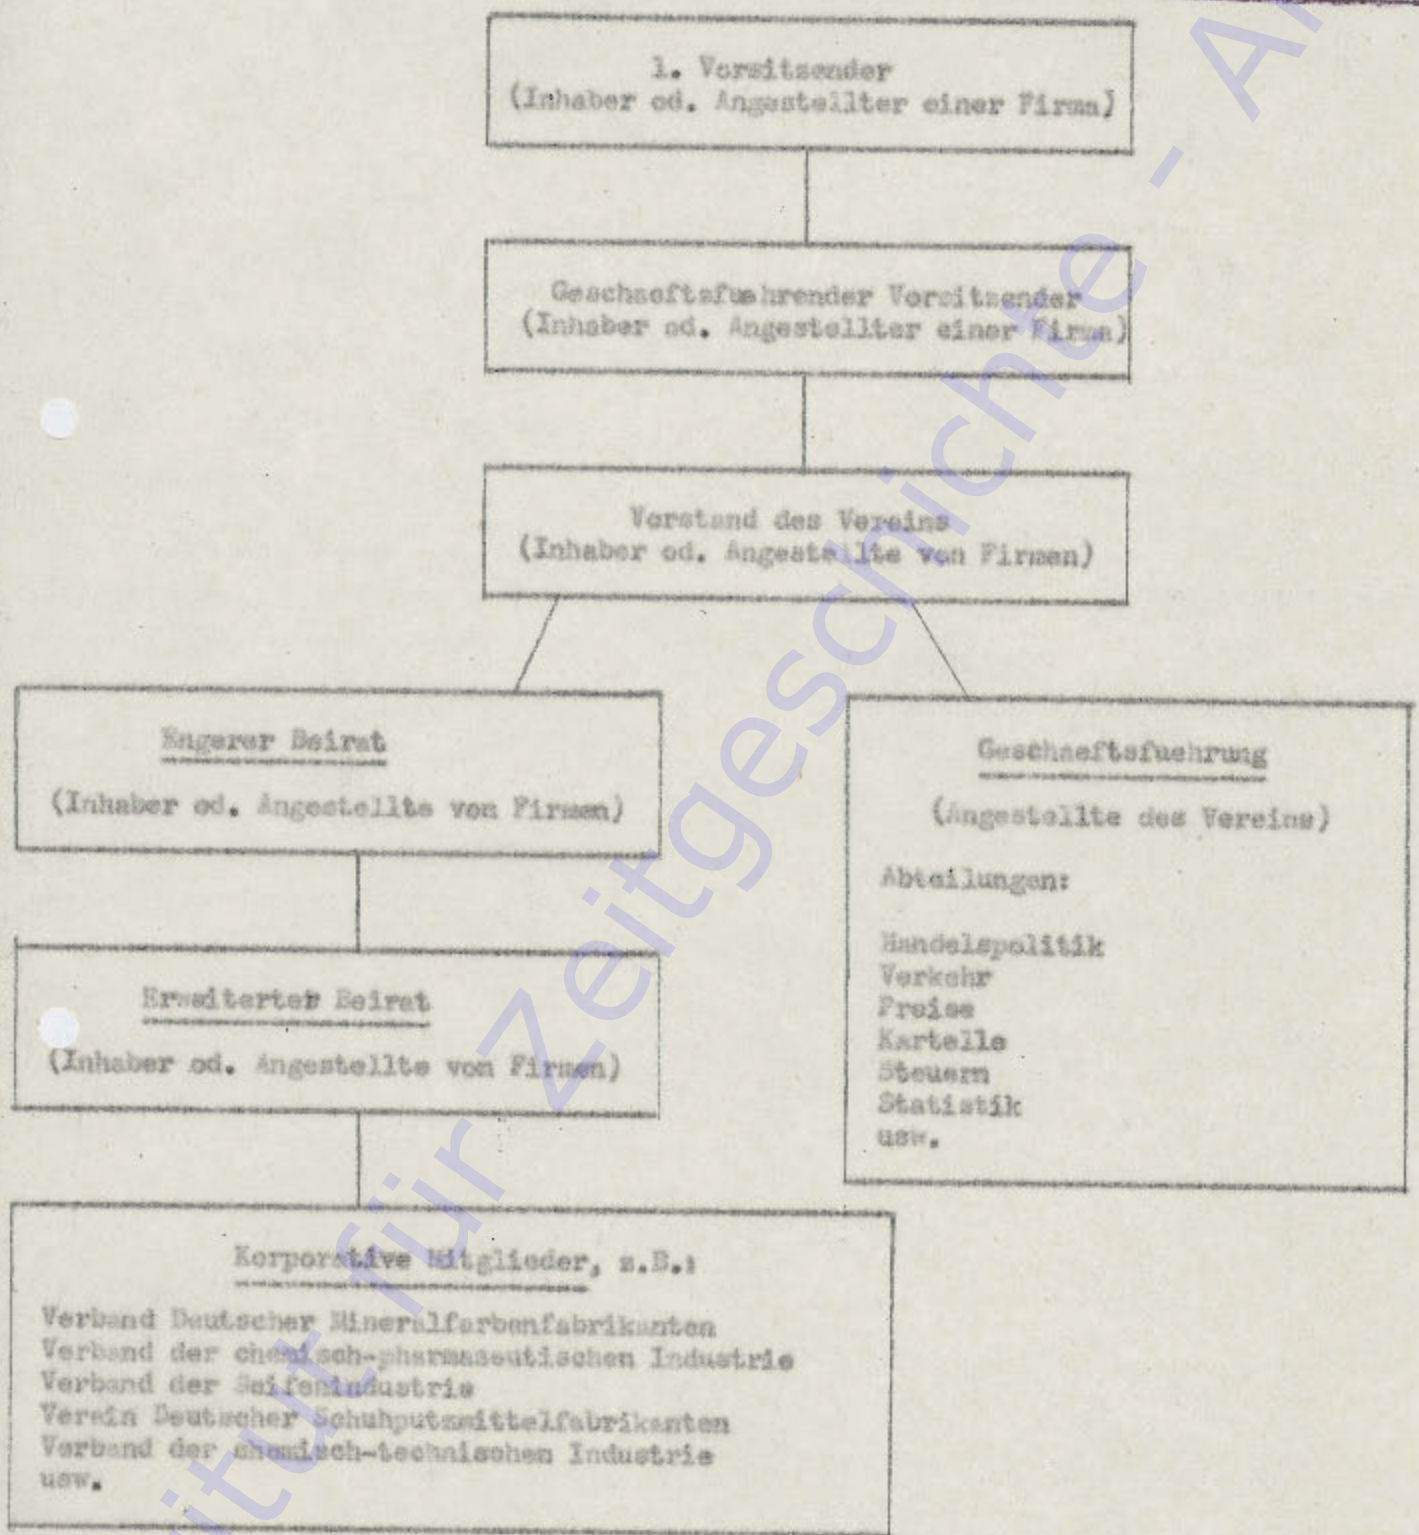 1. Vorsitzender
(Inhaber od. Angestellter einer Firma)
Geschaeftsfuehrender Vorsitzender
(Inhaber od. Angestellter einer Firma)
Vorstand des Vereins
(Inhaber od. Angestellte von Firmen)
Engerer Beirat
(Inhaber od. Angestellte von Firmen)
Geschaeftsfuehrung
(Angestellte des Vereins)
Abteilungen:
Handelspolitik
Verkehr
Preise
Kartelle
Steuern
Statistik
usw.
Erweiterter Beirat
(Inhaber od. Angestellte von Firmen)
Korporative Mitglieder, z.B.:
Verband Deutscher Mineralfarbenfabrikanten
Verband der chemisch-pharmaseutischen Industrie
Verband der Seifenindustrie
Verein Deutscher Schuhputzmittelfabrikanten
Verband der chemisch-technischen Industrie
usw.
für Zeitgeschichte -